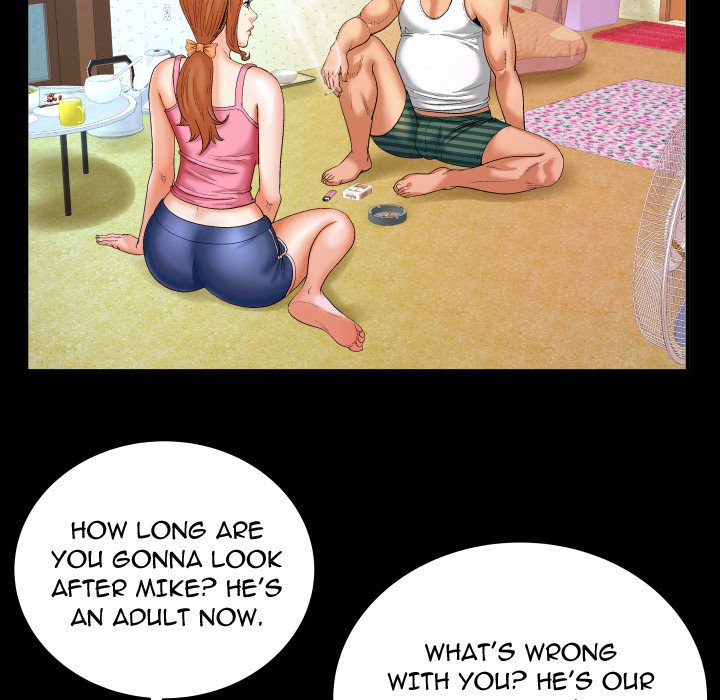 HOW LONG ARE
YOU GONNA LOOK
AFTER MIKE? HE'S
AN ADULT NOW.
WHAT'S WRONG
WITH YOU? HE'S OUR